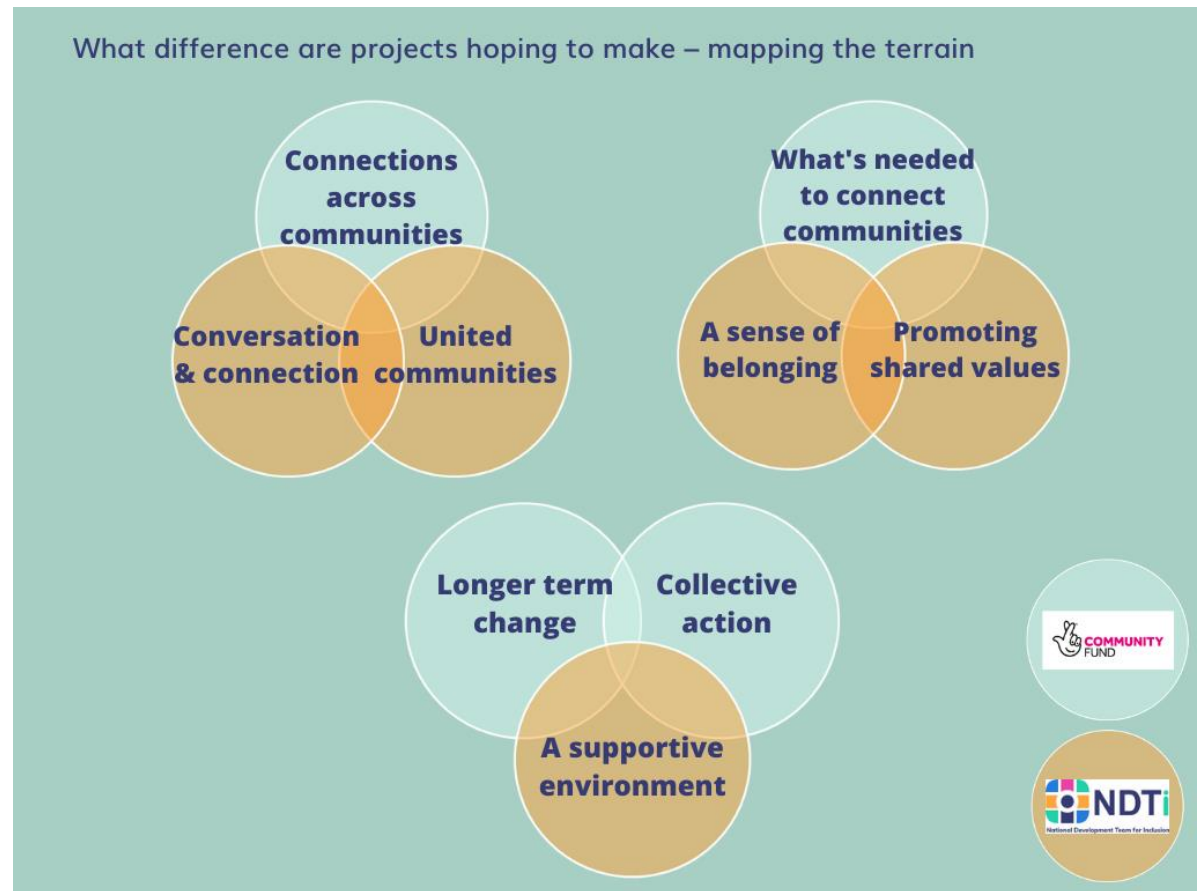 What difference are projects hoping to make – mapping the terrain
Connections
across
communities
Conversation
& connection
United
communities
What's needed
to connect
communities
A sense of
belonging
Promoting
shared values
Longer term
change
Collective
action
A supportive
environment
COMMUNITY
FUND
NDTi
National Development Team for Inclusion